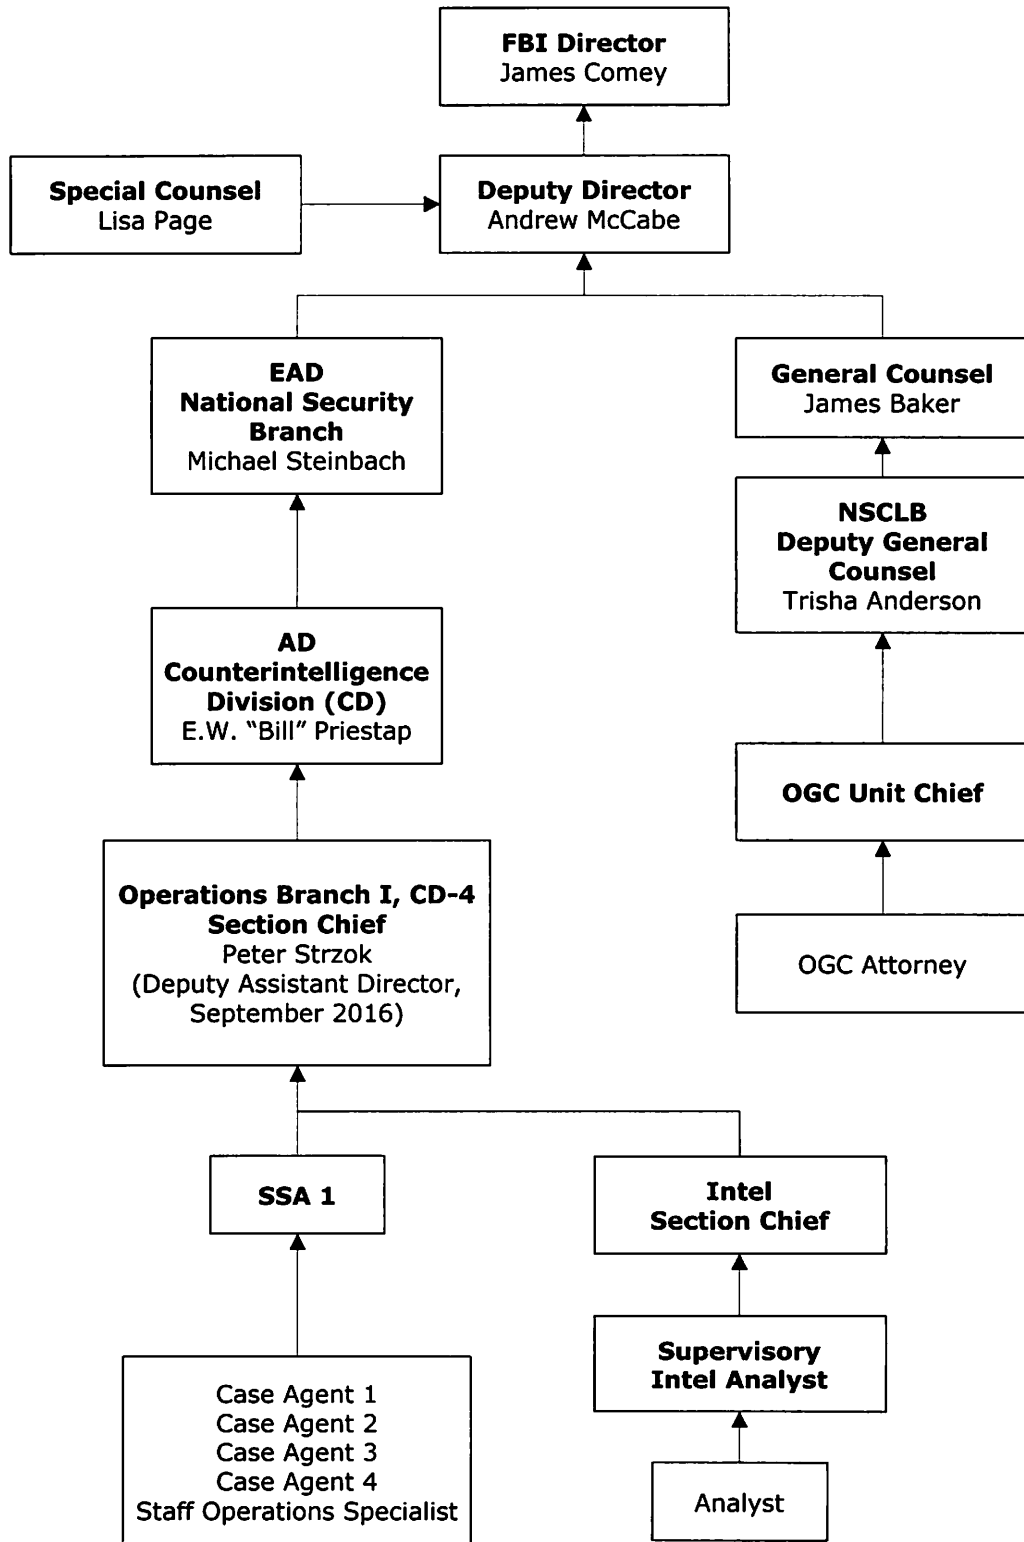 FBI Director
James Comey
Special Counsel
Lisa Page
Deputy Director
Andrew McCabe
EAD
National Security
Branch
Michael Steinbach
General Counsel
James Baker
NSCLB
Deputy General
Counsel
Trisha Anderson
AD
Counterintelligence
Division (CD)
E.W. “Bill” Priestap
OGC Unit Chief
Operations Branch I, CD-4
Section Chief
Peter Strzok
(Deputy Assistant Director,
September 2016)
OGC Attorney
SSA 1
Intel
Section Chief
Supervisory
Intel Analyst
Case Agent 1
Case Agent 2
Case Agent 3
Case Agent 4
Staff Operations Specialist
Analyst